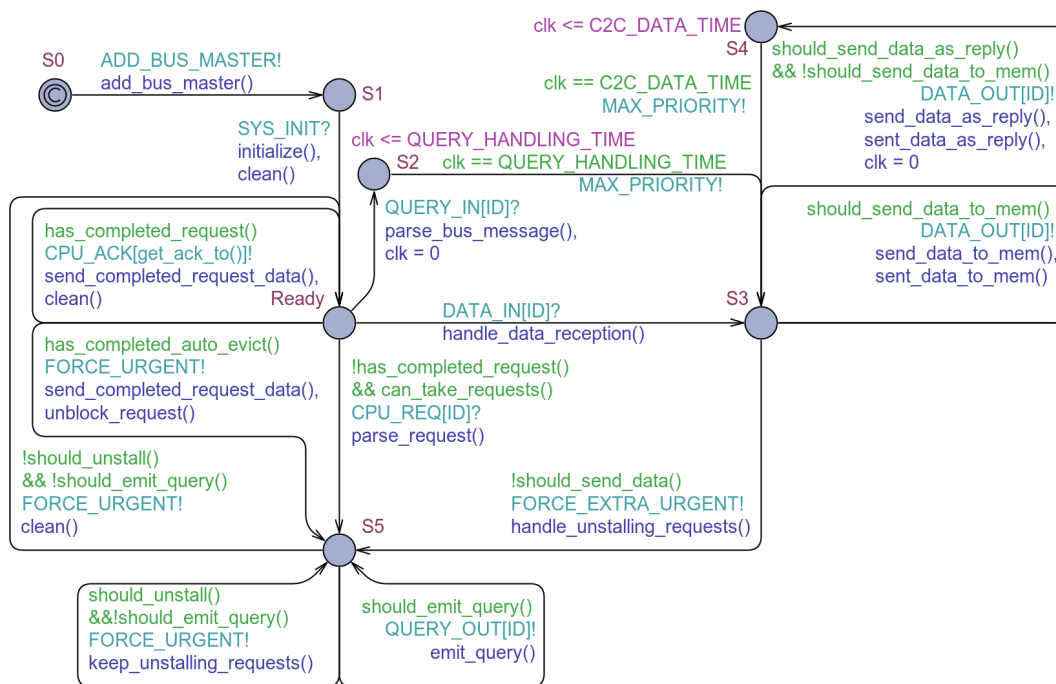 S0
ADD_BUS_MASTER!
add_bus_master()
C
S1
SYS_INIT?
initialize(),
clean()
clk <= C2C_DATA_TIME
S4
clk == C2C_DATA_TIME
MAX_PRIORITY!
should_send_data_as_reply()
&& !should_send_data_to_mem()
DATA_OUT[ID]!
send_data_as_reply(),
sent_data_as_reply(),
clk = 0
clk <= QUERY_HANDLING_TIME
S2
clk == QUERY_HANDLING_TIME
MAX_PRIORITY!
QUERY_IN[ID]?
parse_bus_message(),
clk = 0
should_send_data_to_mem()
DATA_OUT[ID]!
send_data_to_mem(),
sent_data_to_mem()
has_completed_request()
CPU_ACK[get_ack_to()]!
send_completed_request_data(),
clean()
Ready
DATA_IN[ID]?
handle_data_reception()
S3
has_completed_auto_evict()
FORCE_URGENT!
send_completed_request_data(),
unblock_request()
!has_completed_request()
&& can_take_requests()
CPU_REQ[ID]?
parse_request()
!should_unstall()
&& !should_emit_query()
FORCE_URGENT!
clean()
!should_send_data()
FORCE_EXTRA_URGENT!
handle_unstalling_requests()
S5
should_unstall()
&&!should_emit_query()
FORCE_URGENT!
keep_unstalling_requests()
should_emit_query()
QUERY_OUT[ID]!
emit_query()